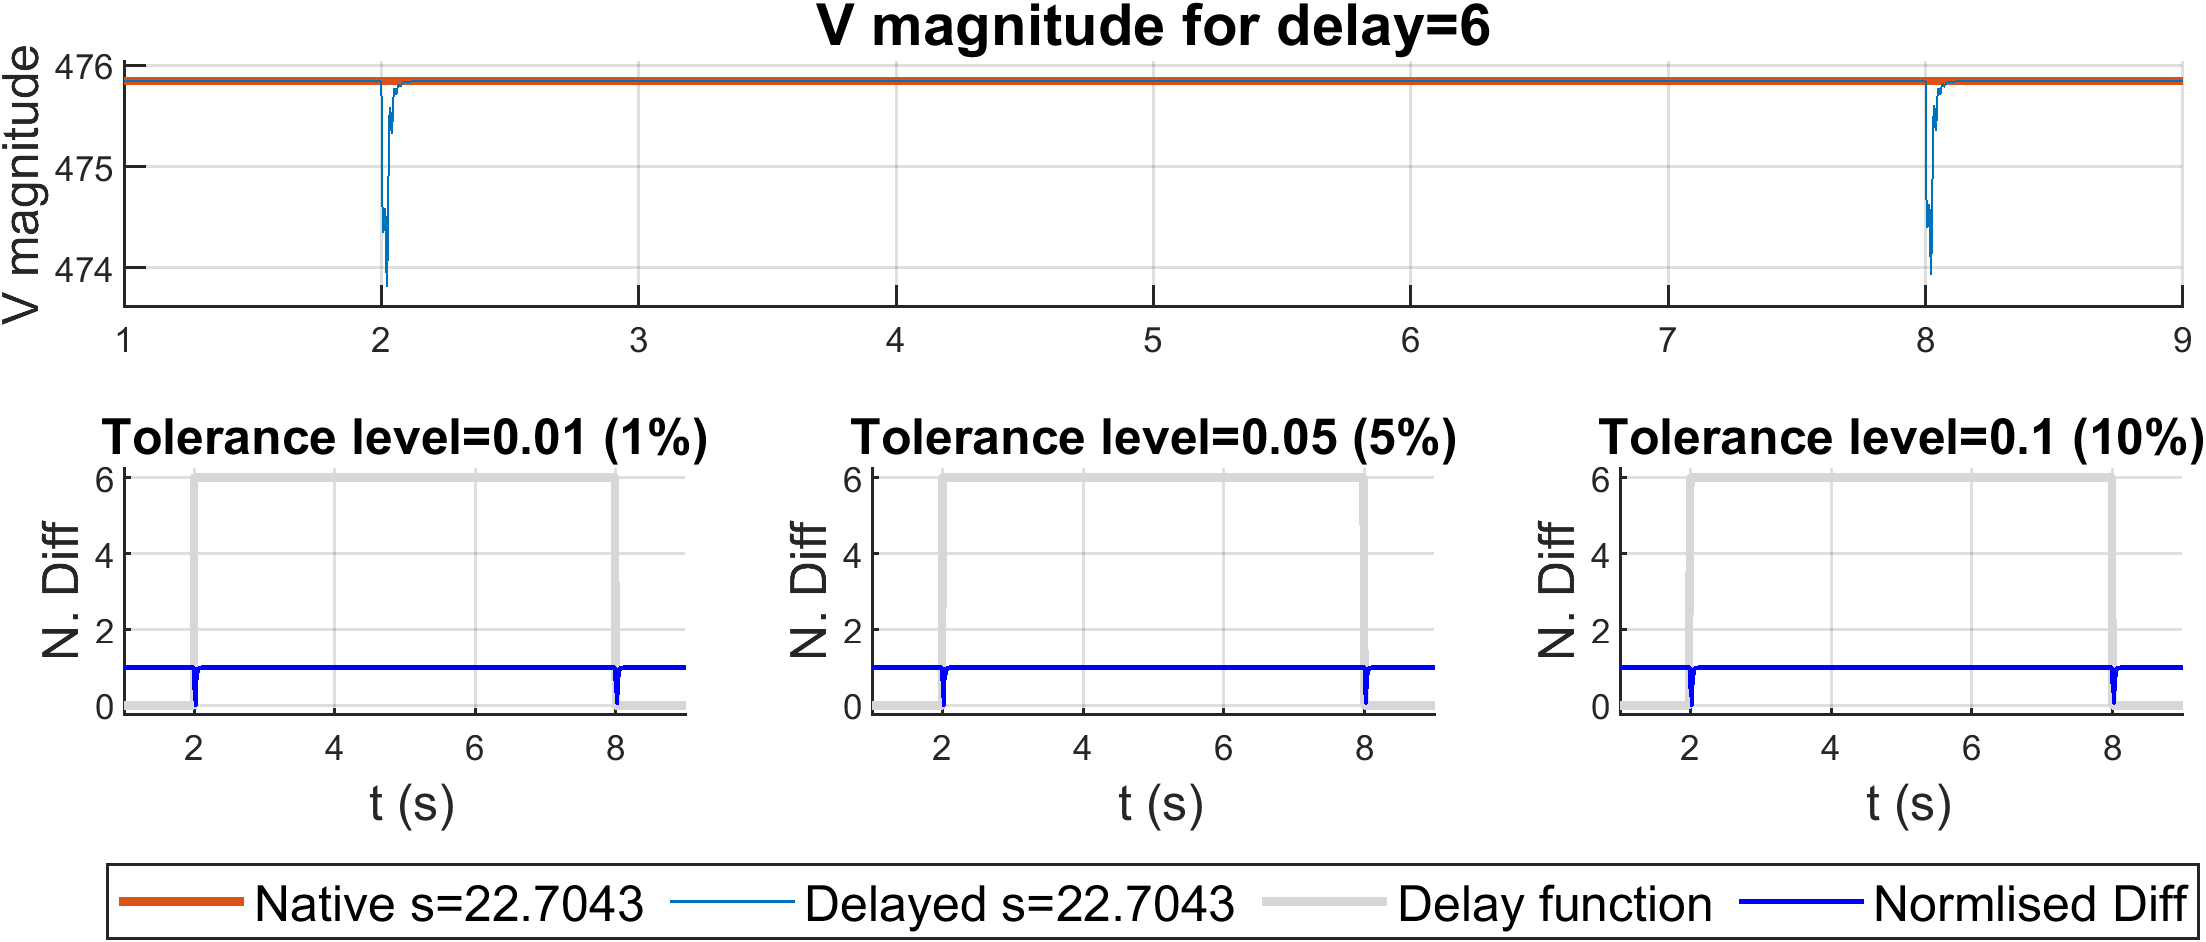 V magnitude for delay=6
V magnitude
476
475
474
1 2 3 4 5 6 7 8 9
Tolerance level=0.01 (1%)
N. Diff
6
4
2
0
2 4 6 8
t (s)
Tolerance level=0.05 (5%)
N. Diff
6
4
2
0
2 4 6 8
t (s)
Tolerance level=0.1 (10%)
N. Diff
6
4
2
0
2 4 6 8
t (s)
Native s=22.7043 Delayed s=22.7043 Delay function Normlised Diff